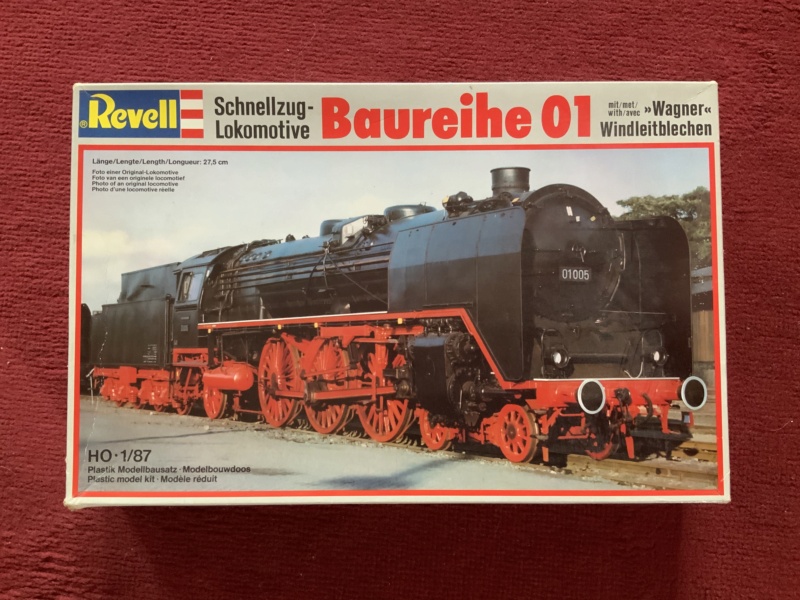 ®Revell
Schnellzug-
Lokomotive
Baureihe 01
mit/met/
with/avec
»Wagner«
Windleitblechen
Länge/Lengte/Length/Longueur: 27,5 cm
Foto einer Original-Lokomotive
Foto van een originele locomotief
Photo of an original locomotive
Photo d'une locomotive réelle
01005
HO·1/87
Plastik Modellbausatz · Modelbouwdoos
Plastic model kit · Modèle réduit